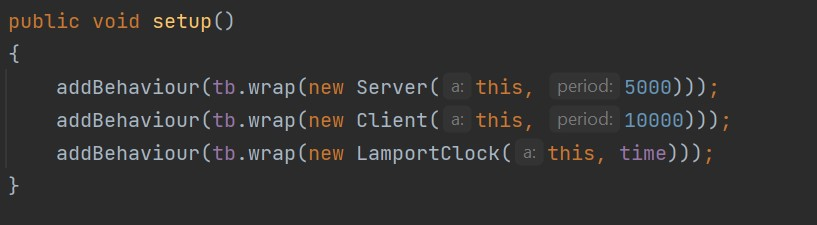 public void setup()
{
    addBehaviour(tb.wrap(new Server( a: this, period: 5000)));
    addBehaviour(tb.wrap(new Client( a: this, period: 10000)));
    addBehaviour(tb.wrap(new LamportClock( a: this, time)));
}